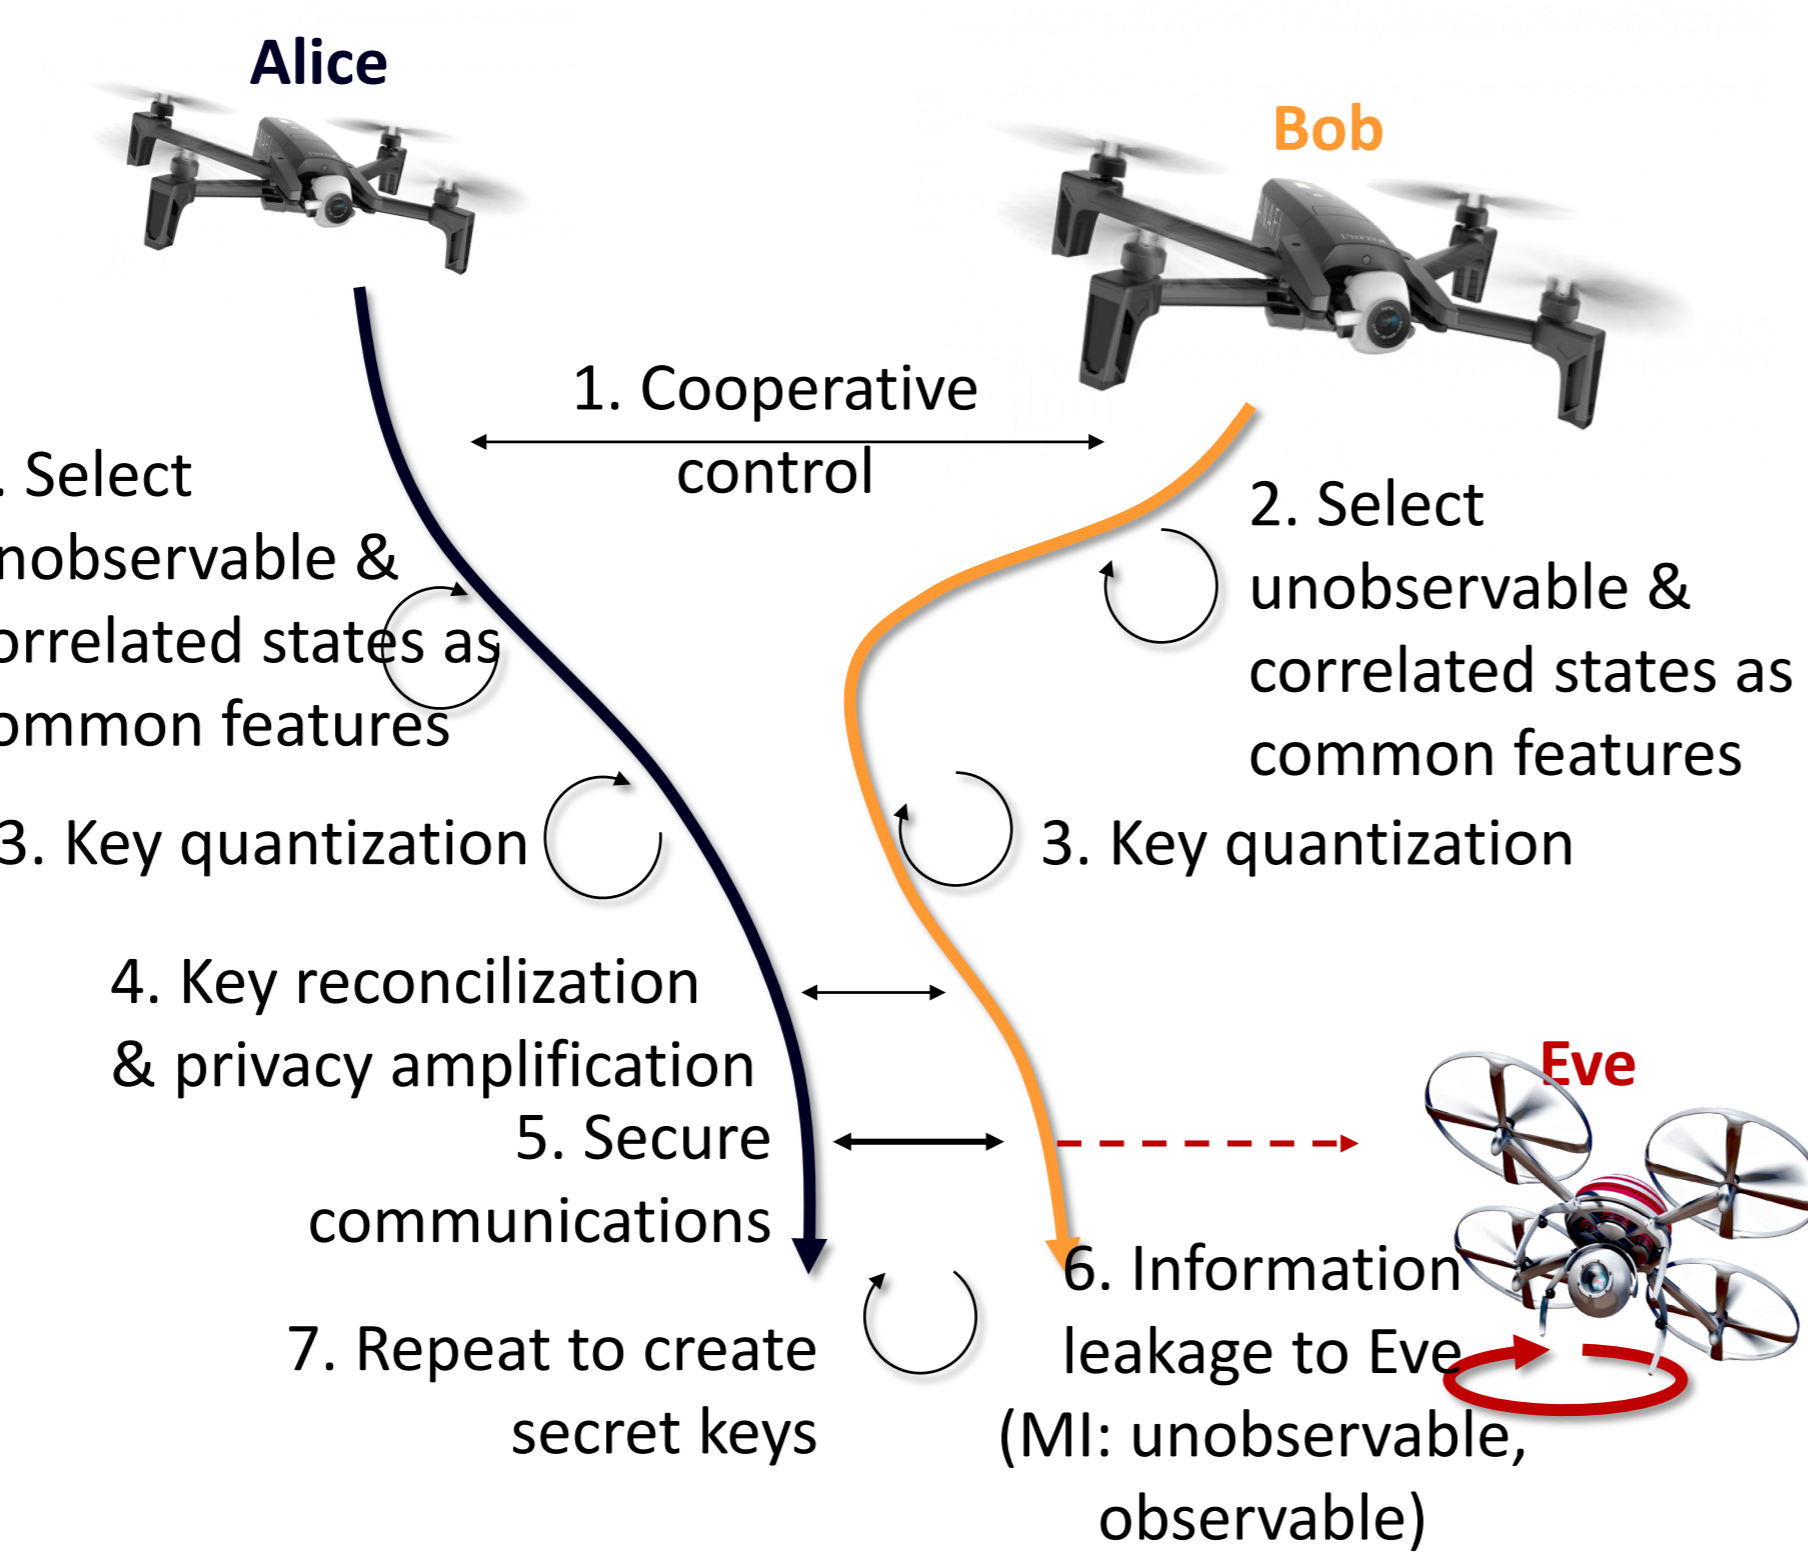 Alice
Bob
1. Cooperative
control
. Select
nobservable &
orrelated states as
ommon features
2. Select
unobservable &
correlated states as
common features
3. Key quantization
3. Key quantization
4. Key reconcilization
& privacy amplification
5. Secure
communications
Eve
6. Information
leakage to Eve
(MI: unobservable,
observable)
7. Repeat to create
secret keys